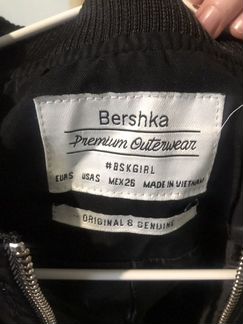 Bershka
Premium Outerwear
#BSKGIRL
EUR S USA S MEX 26 MADE IN VIETNAM
ORIGINAL & GENUINE